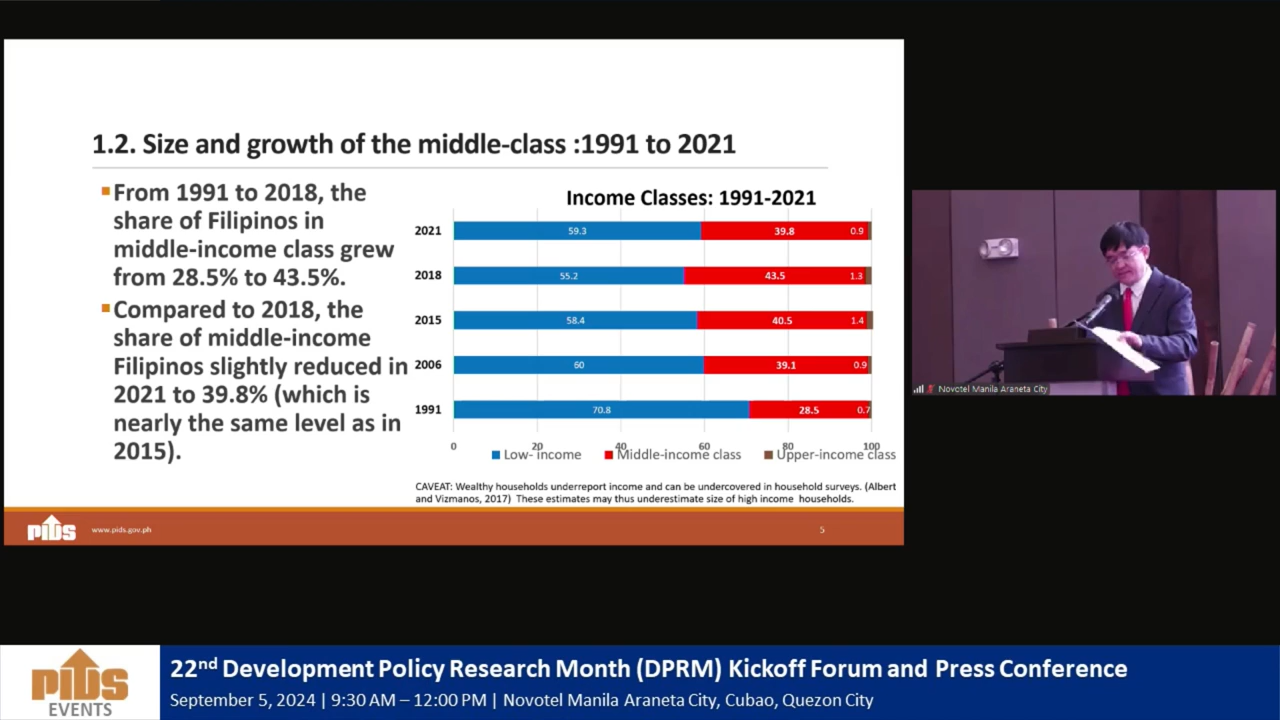 1.2. Size and growth of the middle-class :1991 to 2021
▪From 1991 to 2018, the
share of Filipinos in
middle-income class grew
from 28.5% to 43.5%.
▪Compared to 2018, the
share of middle-income
Filipinos slightly reduced in
2021 to 39.8% (which is
nearly the same level as in
2015).
Income Classes: 1991-2021
2021 59.3 39.8 0.9
2018 55.2 43.5 1.3
2015 58.4 40.5 1.4
2006 60 39.1 0.9
1991 70.8 28.5 0.7
0 20 40 60 80 100
Low- income Middle-income class Upper-income class
CAVEAT: Wealthy households underreport income and can be undercovered in household surveys. (Albert
and Vizmanos, 2017) These estimates may thus underestimate size of high income households.
PIDS www.pids.gov.ph 5
Novotel Manila Araneta City
PIDS
EVENTS
22nd Development Policy Research Month (DPRM) Kickoff Forum and Press Conference
September 5, 2024 | 9:30 AM – 12:00 PM | Novotel Manila Araneta City, Cubao, Quezon City